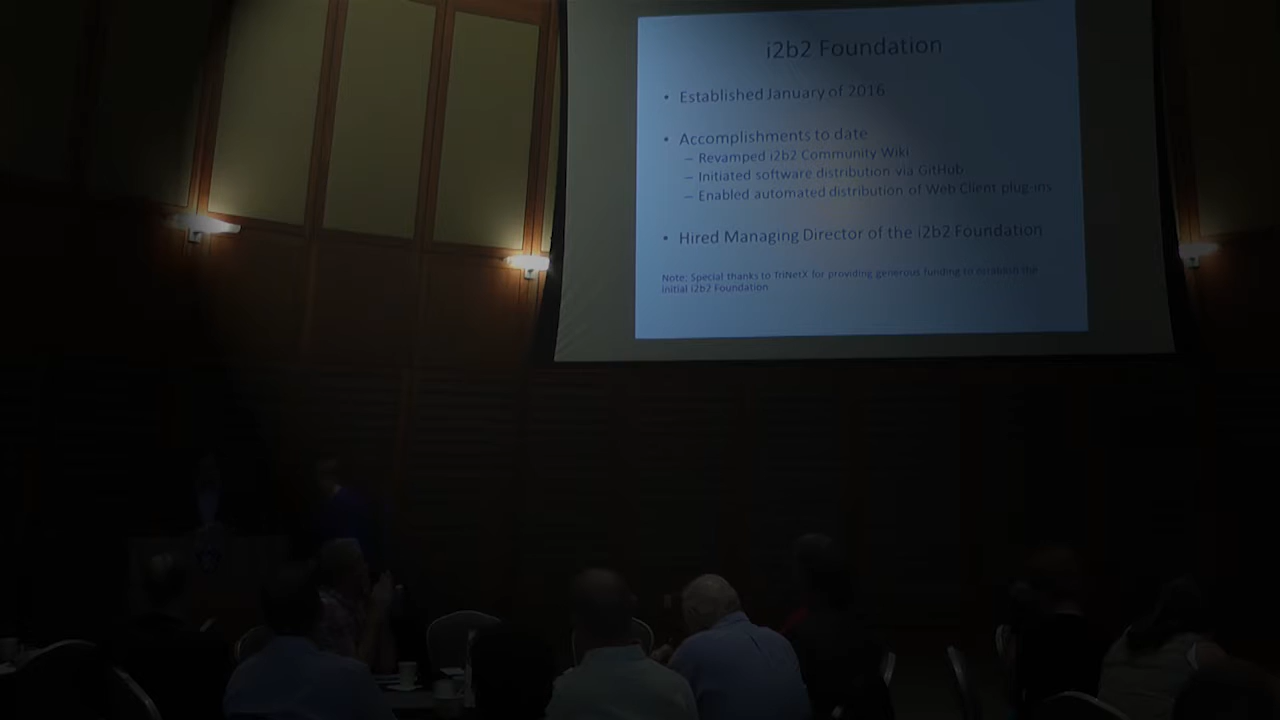 i2b2 Foundation
• Established January of 2016
• Accomplishments to date
– Revamped i2b2 Community Wiki
– Initiated software distribution via GitHub
– Enabled automated distribution of Web Client plug-ins
• Hired Managing Director of the i2b2 Foundation
Note: Special thanks to TriNetX for providing generous funding to establish the
initial i2b2 Foundation